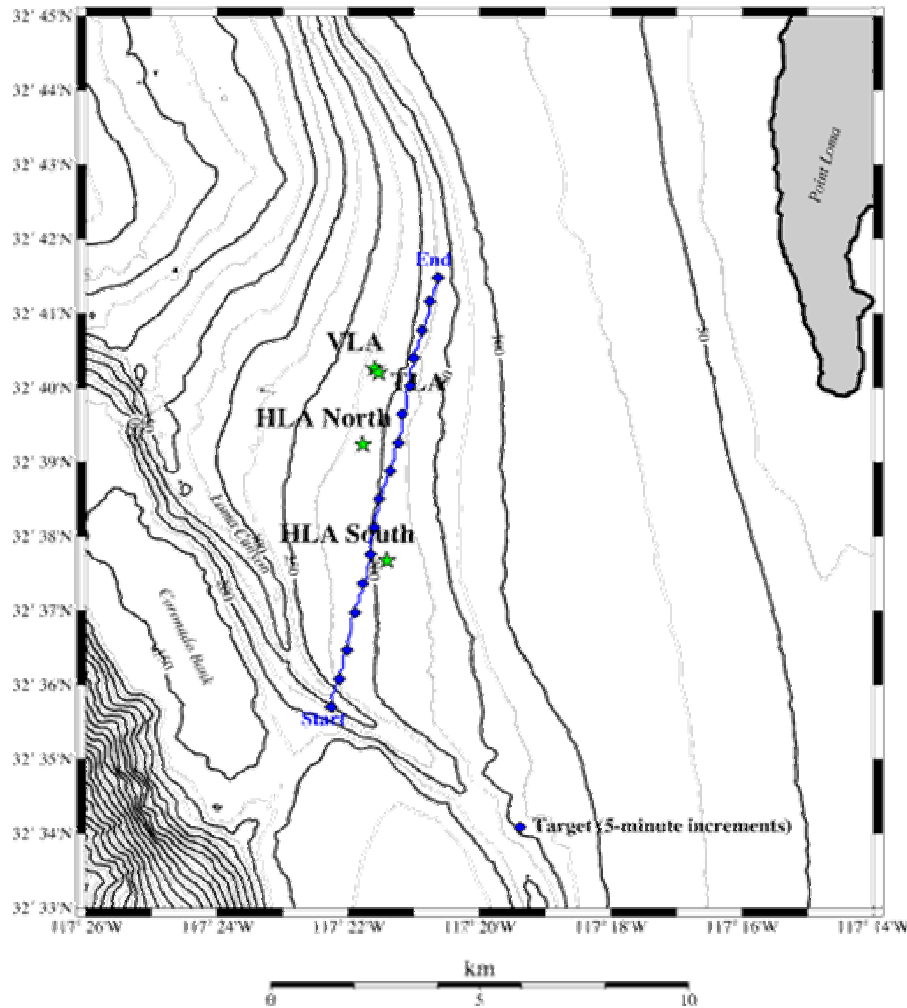 32˚ 45'N
32˚ 44'N
32˚ 43'N
32˚ 42'N
32˚ 41'N
32˚ 40'N
32˚ 39'N
32˚ 38'N
32˚ 37'N
32˚ 36'N
32˚ 35'N
32˚ 34'N
32˚ 33'N
Point Loma
End
VLA
TLA
HLA North
HLA South
Loma Canyon
Coronado Bank
Start
Target (5-minute increments)
117˚ 26'W
117˚ 24'W
117˚ 22'W
117˚ 20'W
117˚ 18'W
117˚ 16'W
117˚ 14'W
km
0
5
10